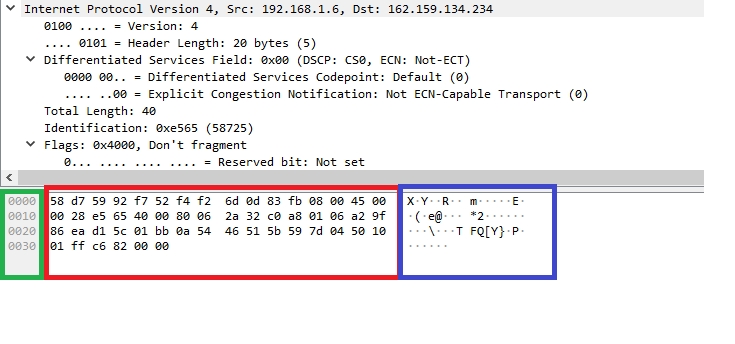 Internet Protocol Version 4, Src: 192.168.1.6, Dst: 162.159.134.234
0100 .... = Version: 4
.... 0101 = Header Length: 20 bytes (5)
Differentiated Services Field: 0x00 (DSCP: CS0, ECN: Not-ECT)
0000 00.. = Differentiated Services Codepoint: Default (0)
.... ..00 = Explicit Congestion Notification: Not ECN-Capable Transport (0)
Total Length: 40
Identification: 0xe565 (58725)
Flags: 0x4000, Don't fragment
0... .... .... .... = Reserved bit: Not set
0000 58 d7 59 92 f7 52 f4 f2 6d 0d 83 fb 08 00 45 00 X·Y··R·· m·····E·
0010 00 28 e5 65 40 00 80 06 2a 32 c0 a8 01 06 a2 9f ·(·e@··· *2······
0020 86 ea d1 5c 01 bb 0a 54 46 51 5b 59 7d 04 50 10 ···\···T FQ[Y}·P·
0030 01 ff c6 82 00 00 ······